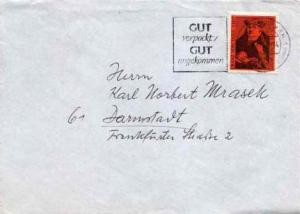 GUT
verpackt/
GUT
angekommen
Herrn
Karl Norbert Mrasek
61 Darmstadt
Frankfurter Straße 2